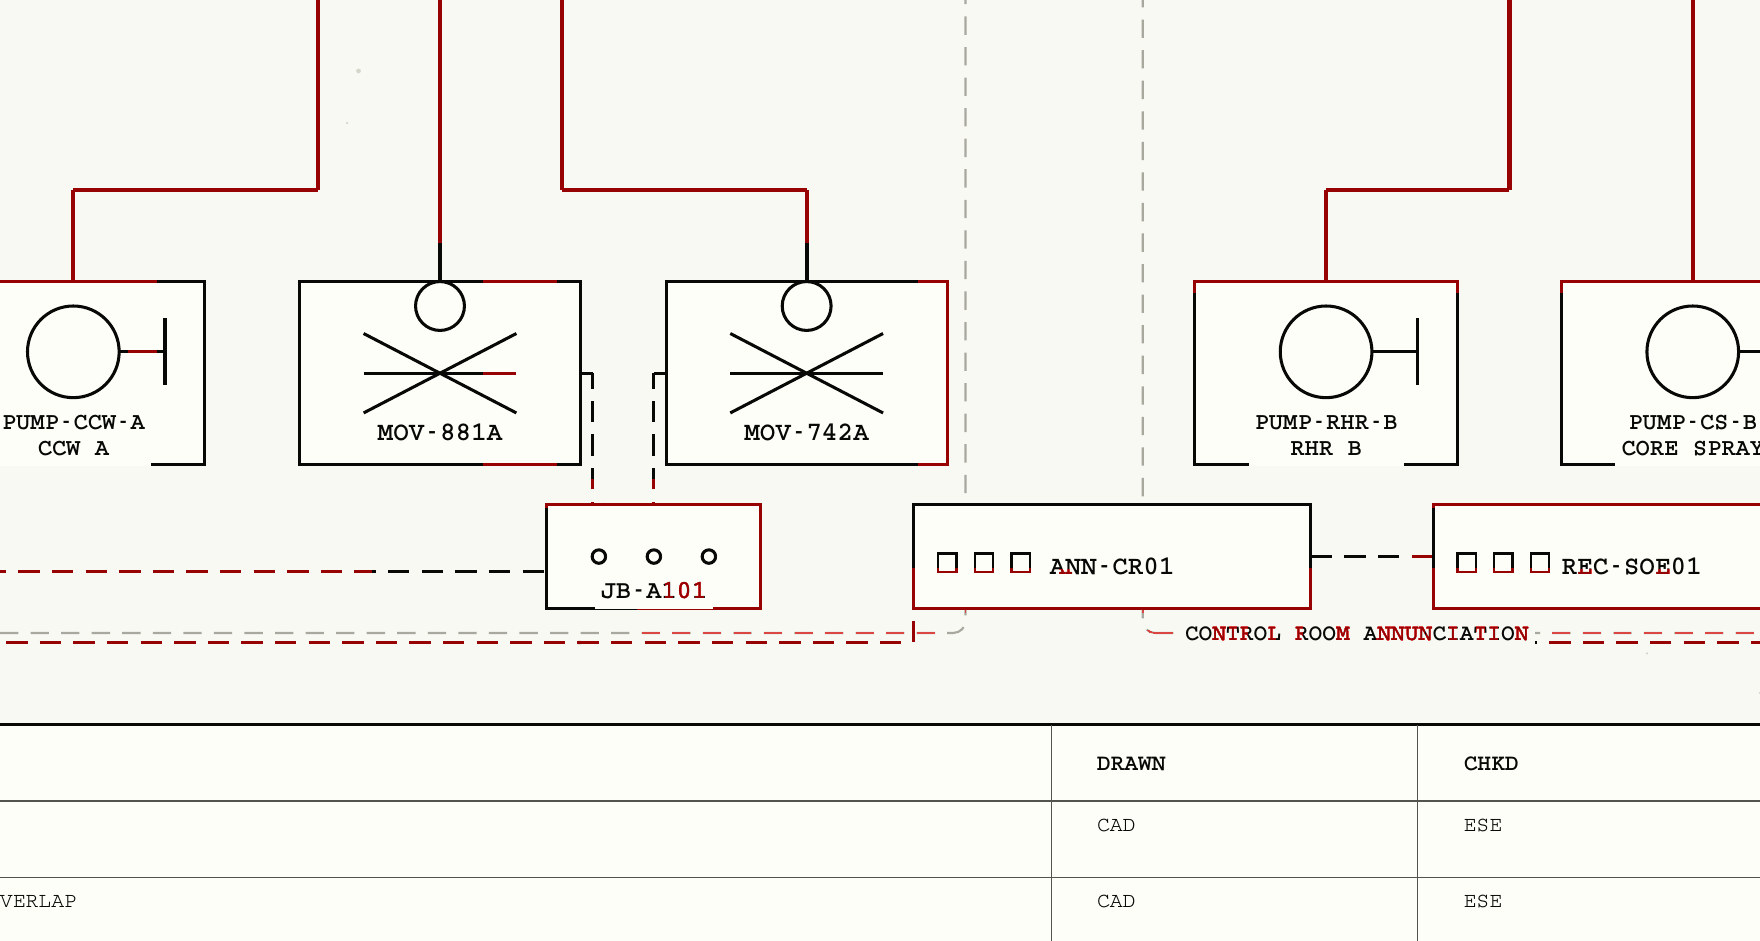 PUMP-CCW-A
CCW A
MOV-881A
MOV-742A
PUMP-RHR-B
RHR B
PUMP-CS-B
CORE SPRAY
JB-A101
ANN-CR01
REC-SOE01
CONTROL ROOM ANNUNCIATION
DRAWN
CHKD
CAD
ESE
VERLAP
CAD
ESE